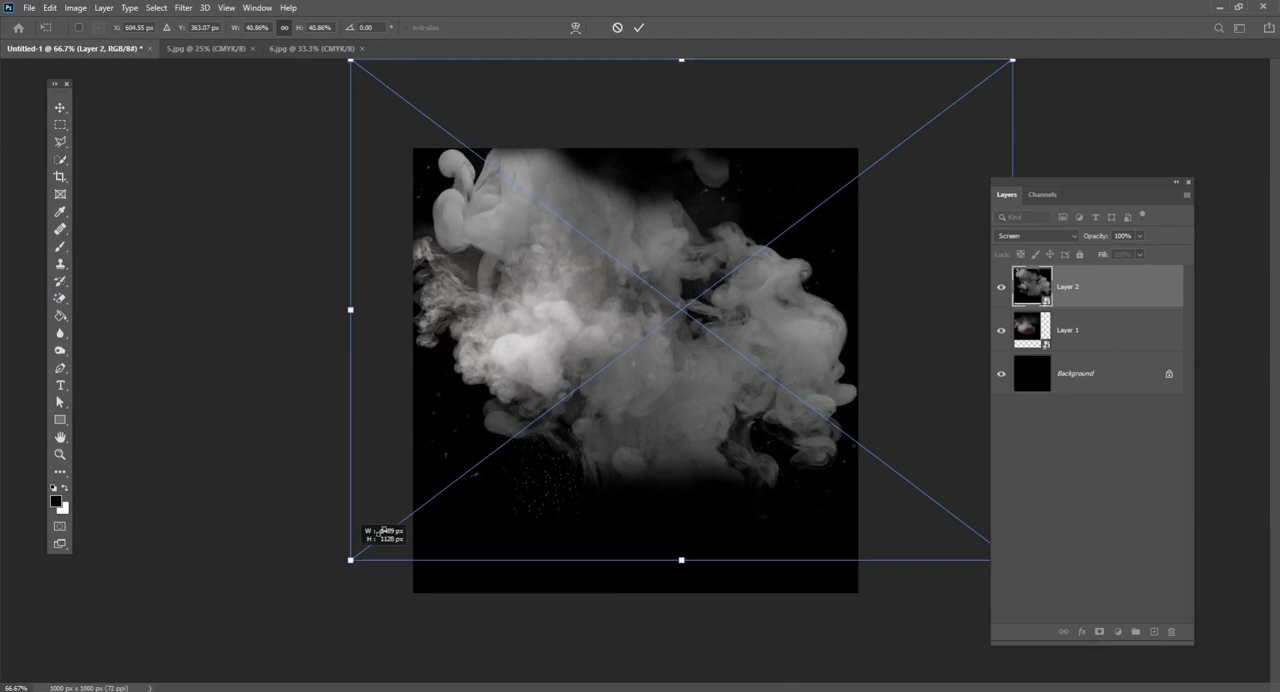 Ps File Edit Image Layer Type Select Filter 3D View Window Help
X: 604.55 px Y: 363.07 px W: 40.86% H: 40.86% 0.00 ° Anti-alias
Untitled-1 @ 66.7% (Layer 2, RGB/8#) * × 5.jpg @ 25% (CMYK/8) × 6.jpg @ 33.3% (CMYK/8) ×
Layers Channels
Kind
Screen Opacity: 100%
Lock: Fill: 100%
Layer 2
Layer 1
Background
H : 1128 px
66.67% 1000 px x 1000 px (72 ppi)